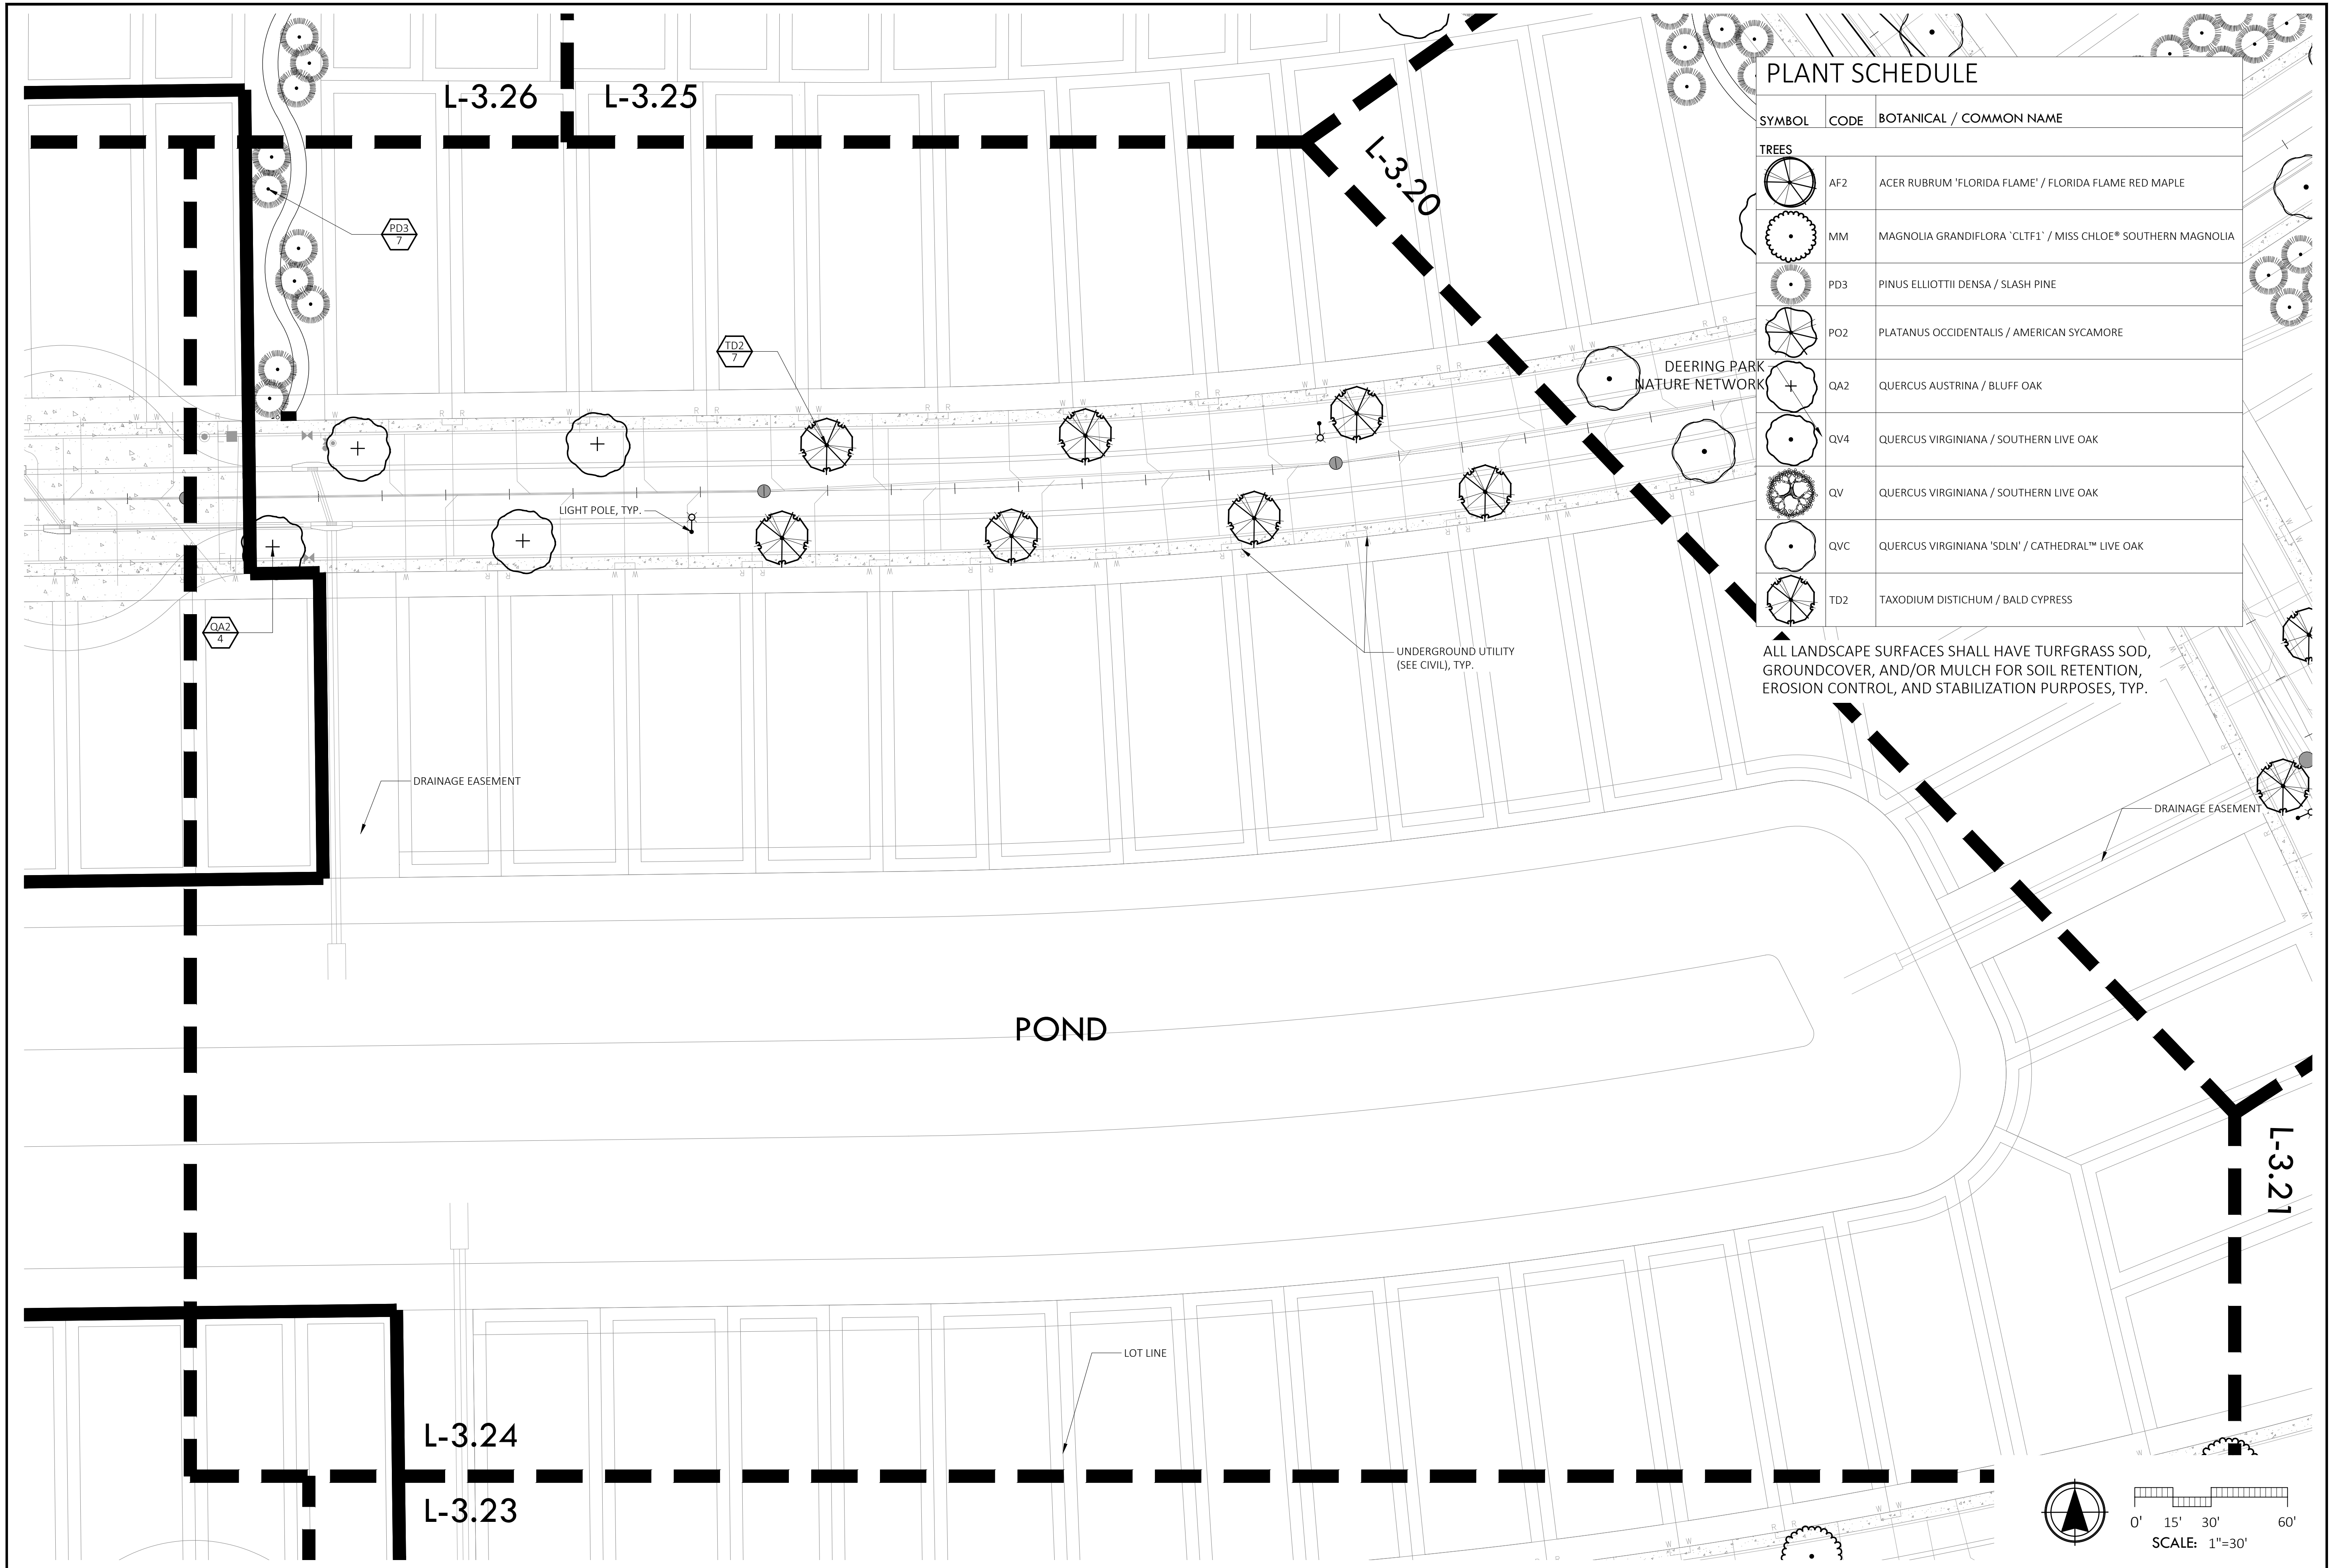 L-3.26
L-3.25
L-3.20
PLANT SCHEDULE
SYMBOL CODE BOTANICAL / COMMON NAME
TREES
AF2 ACER RUBRUM 'FLORIDA FLAME' / FLORIDA FLAME RED MAPLE
MM MAGNOLIA GRANDIFLORA `CLTF1` / MISS CHLOE® SOUTHERN MAGNOLIA
PD3 PINUS ELLIOTTII DENSA / SLASH PINE
PO2 PLATANUS OCCIDENTALIS / AMERICAN SYCAMORE
QA2 QUERCUS AUSTRINA / BLUFF OAK
QV4 QUERCUS VIRGINIANA / SOUTHERN LIVE OAK
QV QUERCUS VIRGINIANA / SOUTHERN LIVE OAK
QVC QUERCUS VIRGINIANA 'SDLN' / CATHEDRAL™ LIVE OAK
TD2 TAXODIUM DISTICHUM / BALD CYPRESS
ALL LANDSCAPE SURFACES SHALL HAVE TURFGRASS SOD,
GROUNDCOVER, AND/OR MULCH FOR SOIL RETENTION,
EROSION CONTROL, AND STABILIZATION PURPOSES, TYP.
PD3
7
TD2
7
DEERING PARK
NATURE NETWORK
LIGHT POLE, TYP.
QA2
4
UNDERGROUND UTILITY
(SEE CIVIL), TYP.
DRAINAGE EASEMENT
DRAINAGE EASEMENT
POND
L-3.21
LOT LINE
L-3.24
L-3.23
0' 15' 30' 60'
SCALE: 1"=30'